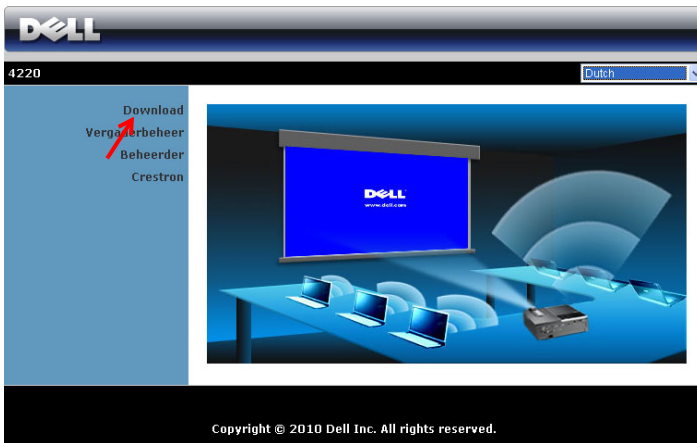 DELL
4220
Dutch
Download
Vergaderbeheer
Beheerder
Crestron
DELL
www.dell.com
Copyright © 2010 Dell Inc. All rights reserved.